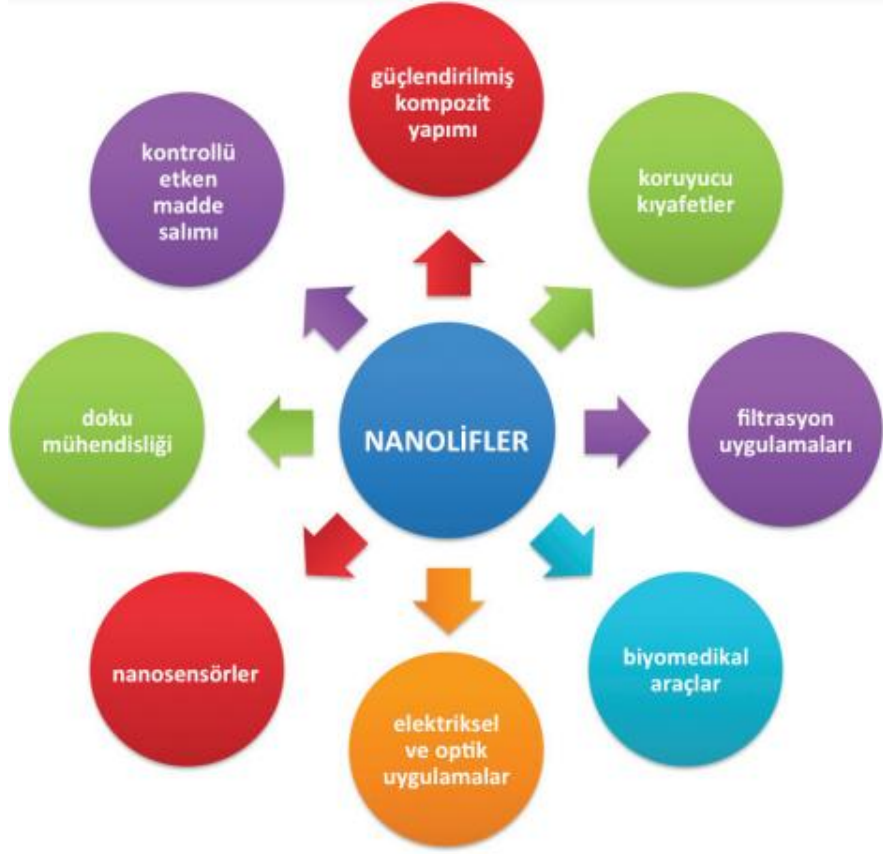 güçlendirilmiş
kompozit
yapımı
koruyucu
kıyafetler
filtrasyon
uygulamaları
biyomedikal
araçlar
elektriksel
ve optik
uygulamalar
nanosensörler
doku
mühendisliği
kontrollü
etken
madde
salımı
NANOLİFLER